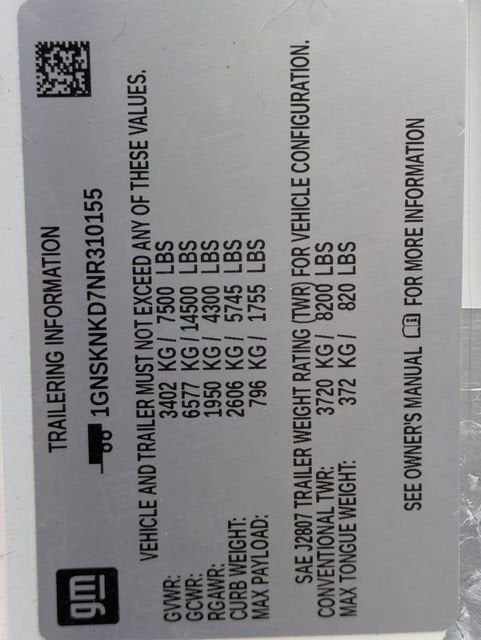 gm
TRAILERING INFORMATION
1GNSKNKD7NR310155
VEHICLE AND TRAILER MUST NOT EXCEED ANY OF THESE VALUES.
GVWR: 3402 KG / 7500 LBS
GCWR: 6577 KG / 14500 LBS
RGAWR: 1950 KG / 4300 LBS
CURB WEIGHT: 2606 KG / 5745 LBS
MAX PAYLOAD: 796 KG / 1755 LBS
SAE J2807 TRAILER WEIGHT RATING (TWR) FOR VEHICLE CONFIGURATION.
CONVENTIONAL TWR: 3720 KG / 8200 LBS
MAX TONGUE WEIGHT: 372 KG / 820 LBS
SEE OWNER'S MANUAL FOR MORE INFORMATION